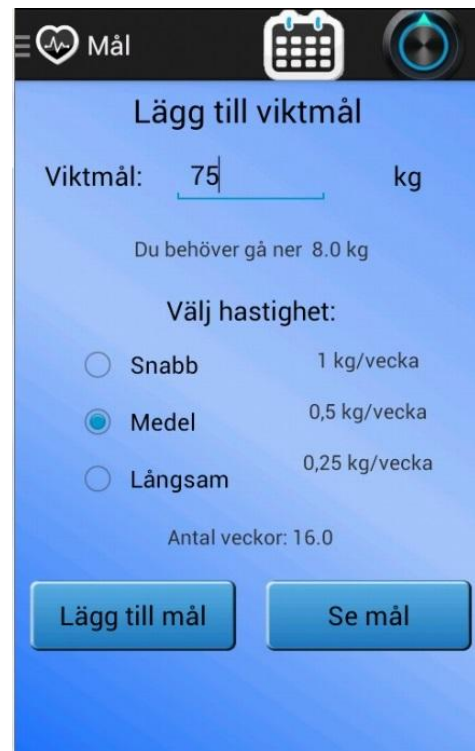 Mål
Lägg till viktmål
Viktmål: 75 kg
Du behöver gå ner 8.0 kg
Välj hastighet:
Snabb 1 kg/vecka
Medel 0,5 kg/vecka
Långsam 0,25 kg/vecka
Antal veckor: 16.0
Lägg till mål Se mål